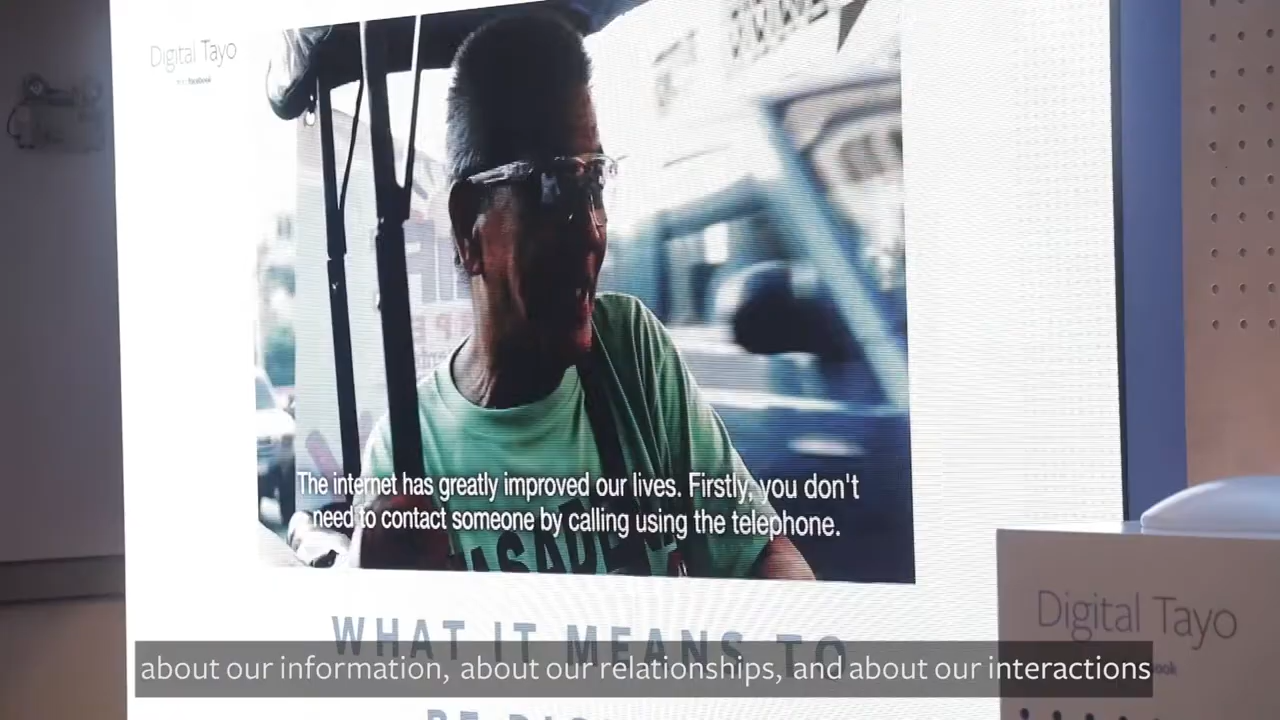 Digital Tayo
facebook
The internet has greatly improved our lives. Firstly, you don't
need to contact someone by calling using the telephone.
WHAT IT MEANS TO
Digital Tayo
about our information, about our relationships, and about our interactions